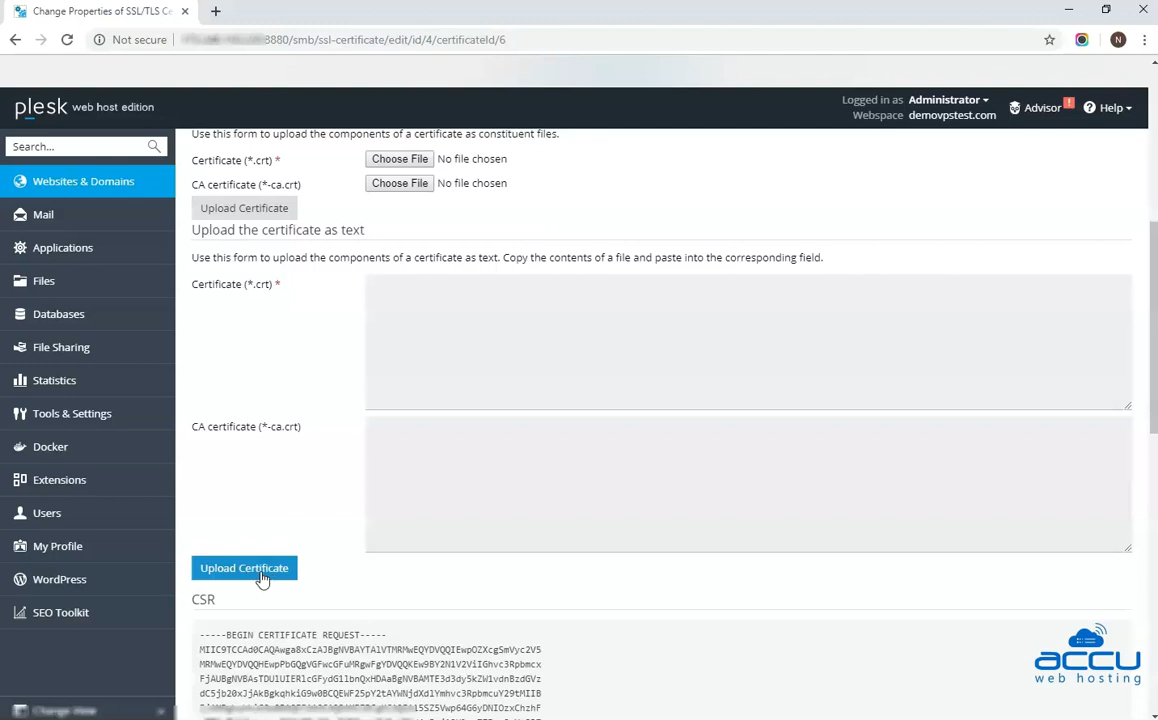 Change Properties of SSL/TLS Ce
Not secure
8880/smb/ssl-certificate/edit/id/4/certificateId/6
N
plesk web host edition
Logged in as Administrator
Webspace demovpstest.com
Advisor
!
Help
Search...
Websites & Domains
Mail
Applications
Files
Databases
File Sharing
Statistics
Tools & Settings
Docker
Extensions
Users
My Profile
WordPress
SEO Toolkit
Change View
Use this form to upload the components of a certificate as constituent files.
Certificate (*.crt) *
Choose File No file chosen
CA certificate (*-ca.crt)
Choose File No file chosen
Upload Certificate
Upload the certificate as text
Use this form to upload the components of a certificate as text. Copy the contents of a file and paste into the corresponding field.
Certificate (*.crt) *
CA certificate (*-ca.crt)
Upload Certificate
CSR
-----BEGIN CERTIFICATE REQUEST-----
accu
web hosting